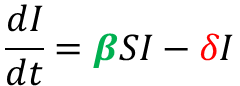 dI/dt = βSI − δI